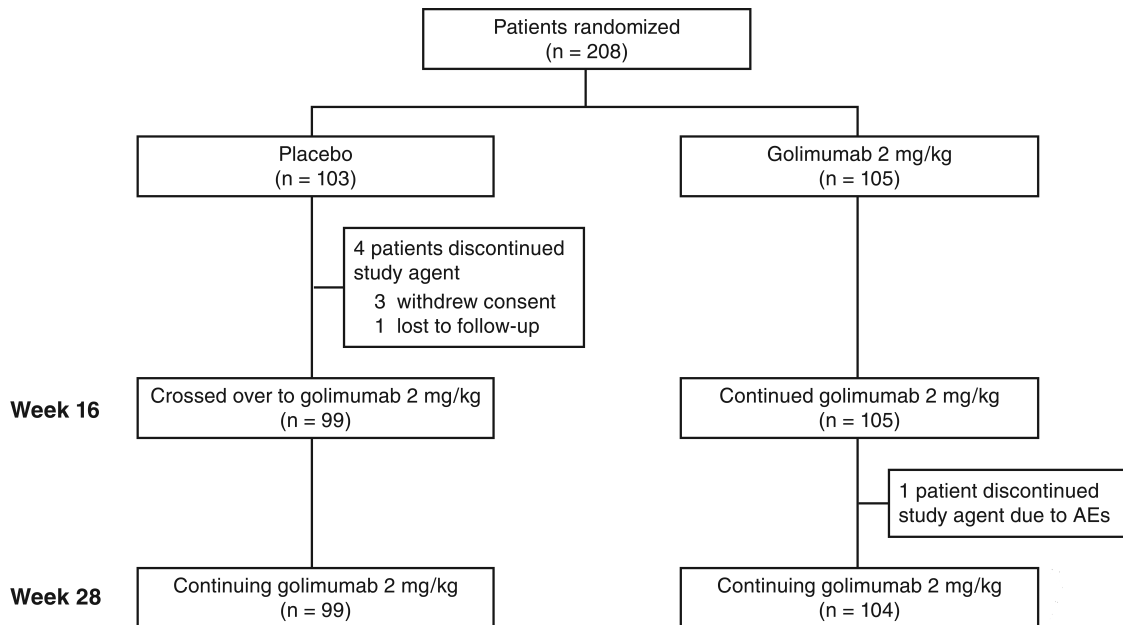 Patients randomized
(n = 208)
Placebo
(n = 103)
Golimumab 2 mg/kg
(n = 105)
4 patients discontinued
study agent
3 withdrew consent
1 lost to follow-up
Week 16
Crossed over to golimumab 2 mg/kg
(n = 99)
Continued golimumab 2 mg/kg
(n = 105)
1 patient discontinued
study agent due to AEs
Week 28
Continuing golimumab 2 mg/kg
(n = 99)
Continuing golimumab 2 mg/kg
(n = 104)